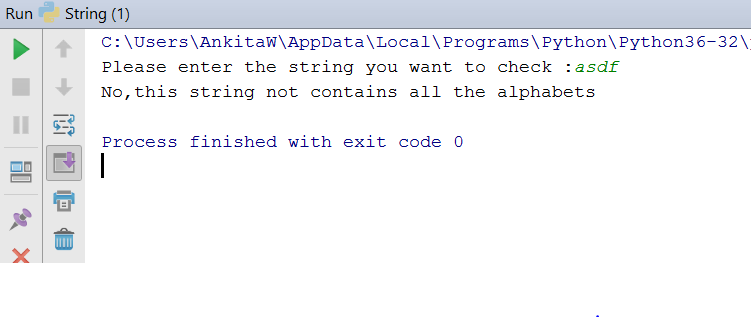 Run String (1)
C:\Users\AnkitaW\AppData\Local\Programs\Python\Python36-32\
Please enter the string you want to check :asdf
No,this string not contains all the alphabets
Process finished with exit code 0